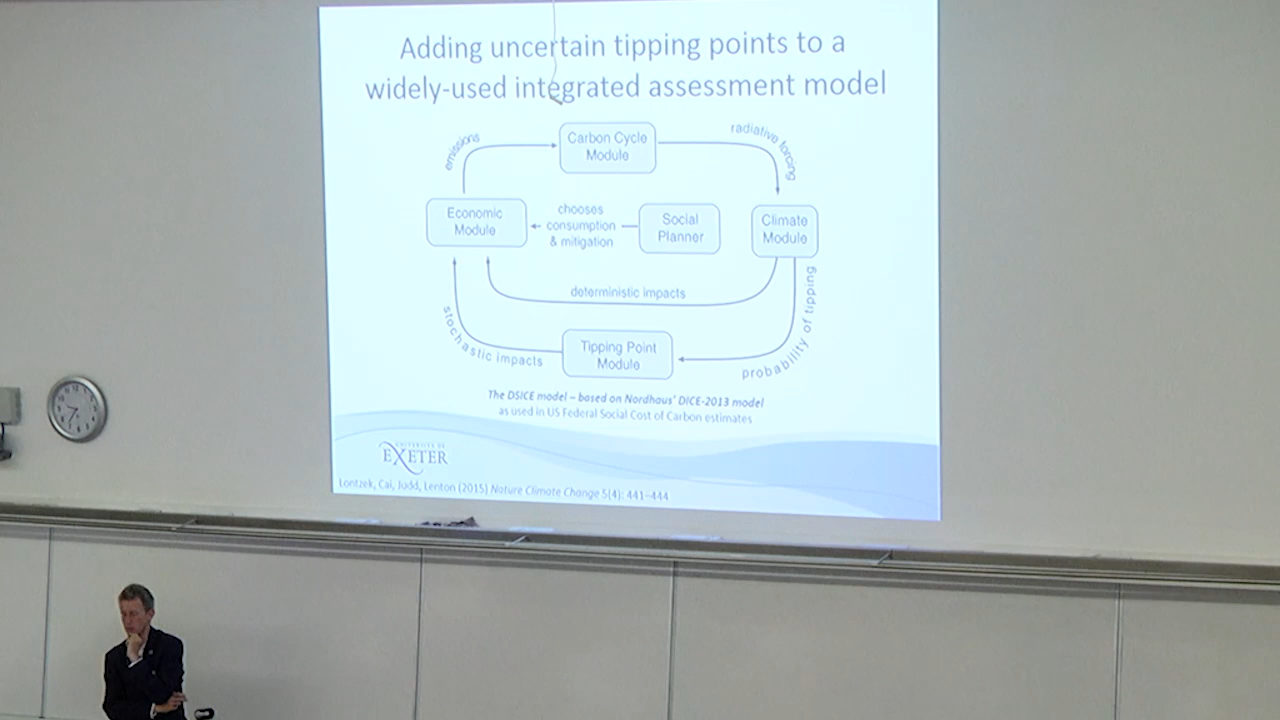 Adding uncertain tipping points to a
widely-used integrated assessment model
emissions
Carbon Cycle
Module
radiative forcing
Economic
Module
chooses
consumption
& mitigation
Social
Planner
Climate
Module
deterministic impacts
stochastic impacts
Tipping Point
Module
probability of tipping
The DSICE model – based on Nordhaus' DICE-2013 model
as used in US Federal Social Cost of Carbon estimates
UNIVERSITY OF
EXETER
Lontzek, Cai, Judd, Lenton (2015) Nature Climate Change 5(4): 441–444